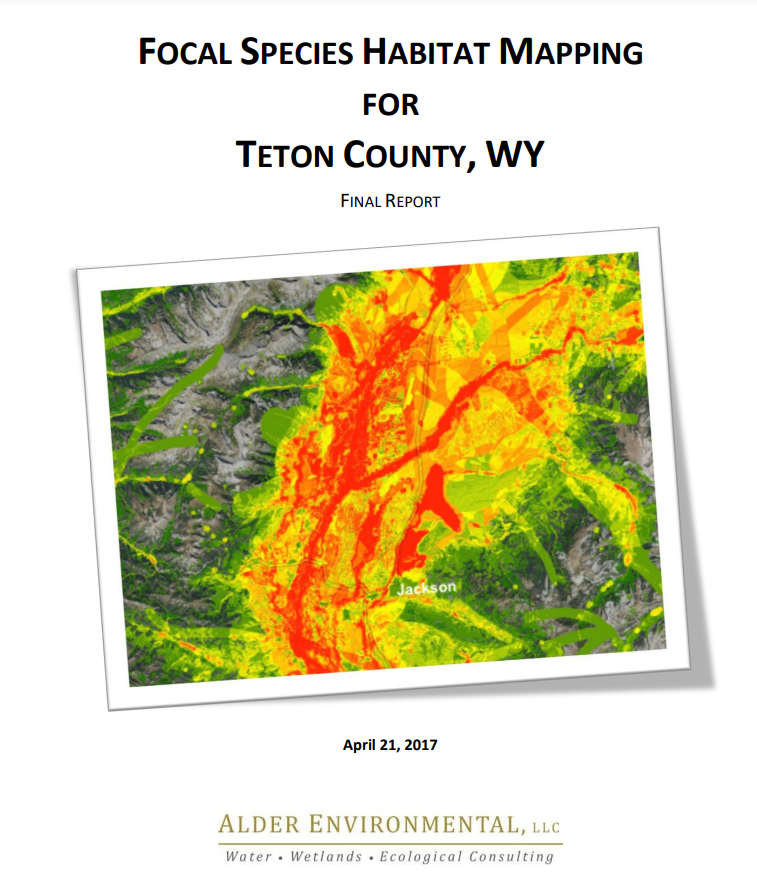 FOCAL SPECIES HABITAT MAPPING
FOR
TETON COUNTY, WY
FINAL REPORT
Jackson
April 21, 2017
ALDER ENVIRONMENTAL, LLC
Water • Wetlands • Ecological Consulting